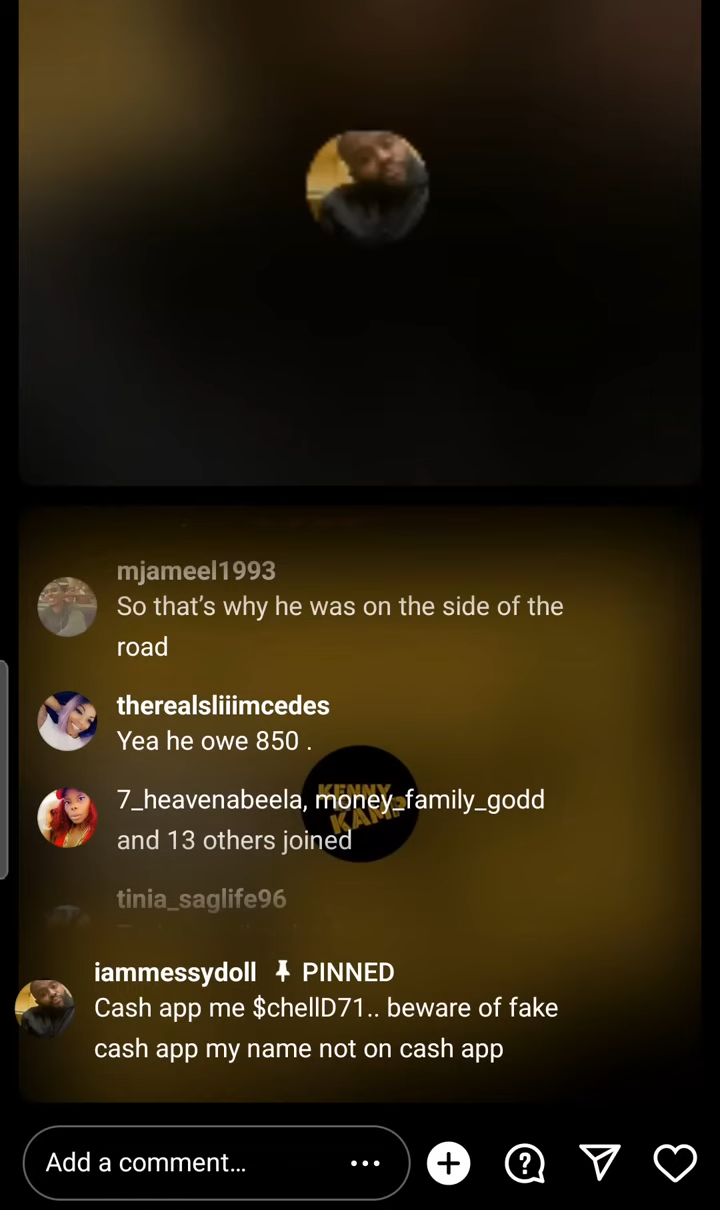 mjameel1993
So that’s why he was on the side of the
road
therealsliiimcedes
Yea he owe 850 .
7_heavenabeela, money_family_godd
and 13 others joined
KENNY
KAMP
tinia_saglife96
iammessydoll PINNED
Cash app me $chellD71.. beware of fake
cash app my name not on cash app
Add a comment...